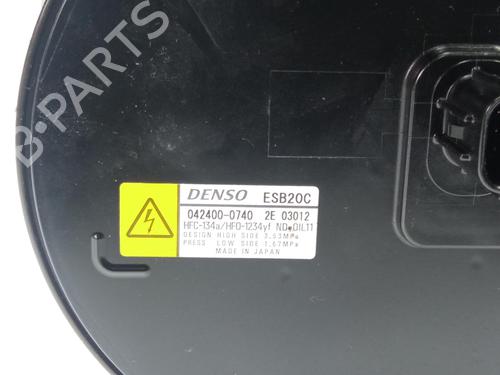 B-PARTS
DENSO ESB20C
042400-0740 2E 03012
HFC-134a/HFO-1234yf ND-OIL11
DESIGN HIGH SIDE 3.53MPa
PRESS. LOW SIDE 1.67MPa
MADE IN JAPAN